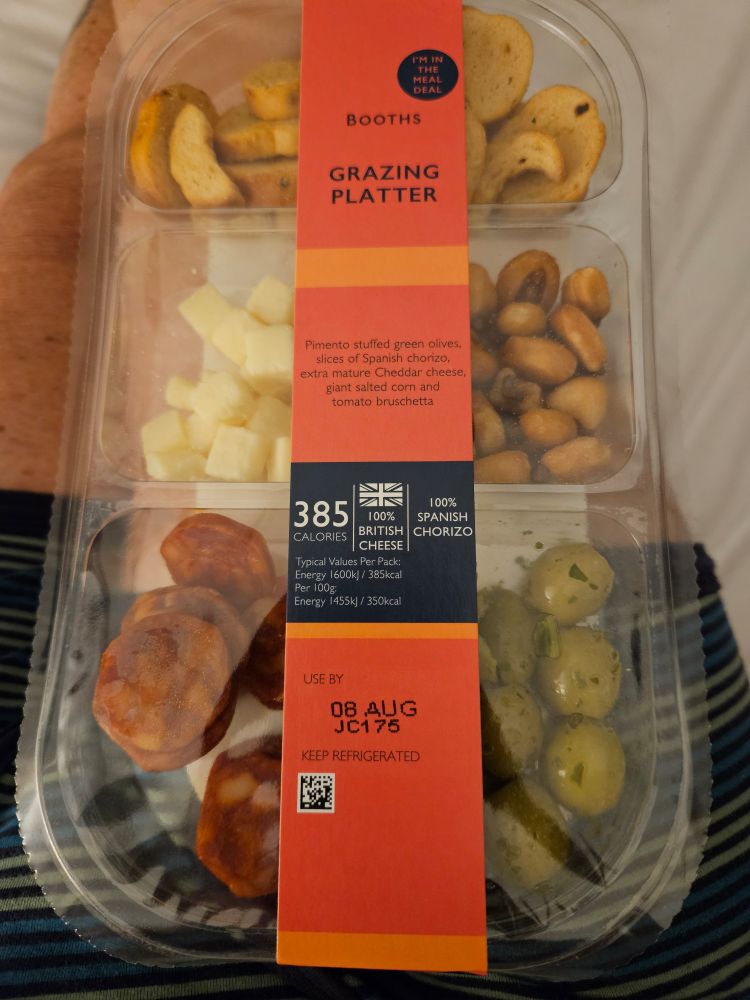 I'M IN
THE
MEAL
DEAL
BOOTHS
GRAZING
PLATTER
Pimento stuffed green olives,
slices of Spanish chorizo,
extra mature Cheddar cheese,
giant salted corn and
tomato bruschetta
385
CALORIES
100%
BRITISH
CHEESE
100%
SPANISH
CHORIZO
Typical Values Per Pack:
Energy 1600kJ / 385kcal
Per 100g:
Energy 1455kJ / 350kcal
USE BY
08 AUG
JC175
KEEP REFRIGERATED